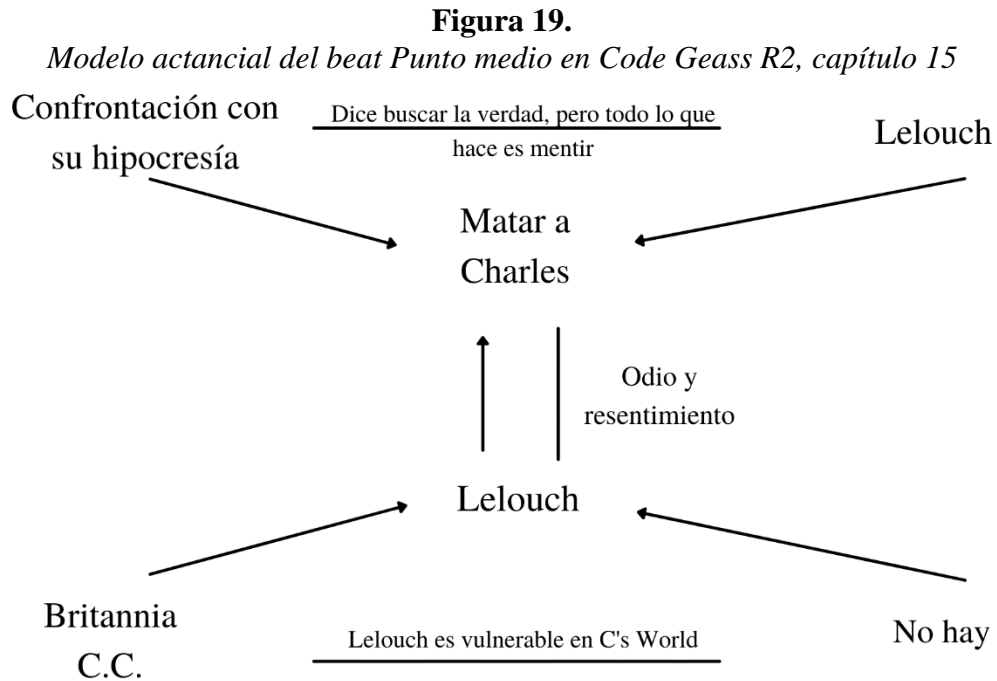 Figura 19.
Modelo actancial del beat Punto medio en Code Geass R2, capítulo 15
Confrontación con
su hipocresía
Dice buscar la verdad, pero todo lo que
hace es mentir
Lelouch
Matar a
Charles
Odio y
resentimiento
Lelouch
Britannia
C.C.
Lelouch es vulnerable en C's World
No hay